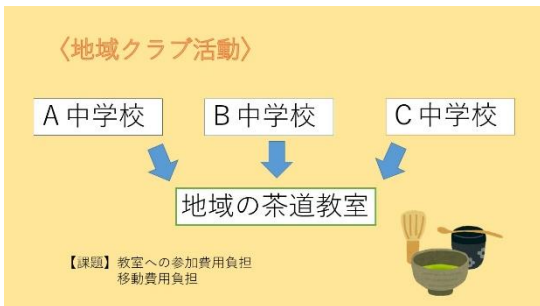 〈地域クラブ活動〉
A中学校
B中学校
C中学校
地域の茶道教室
【課題】教室への参加費用負担
移動費用負担